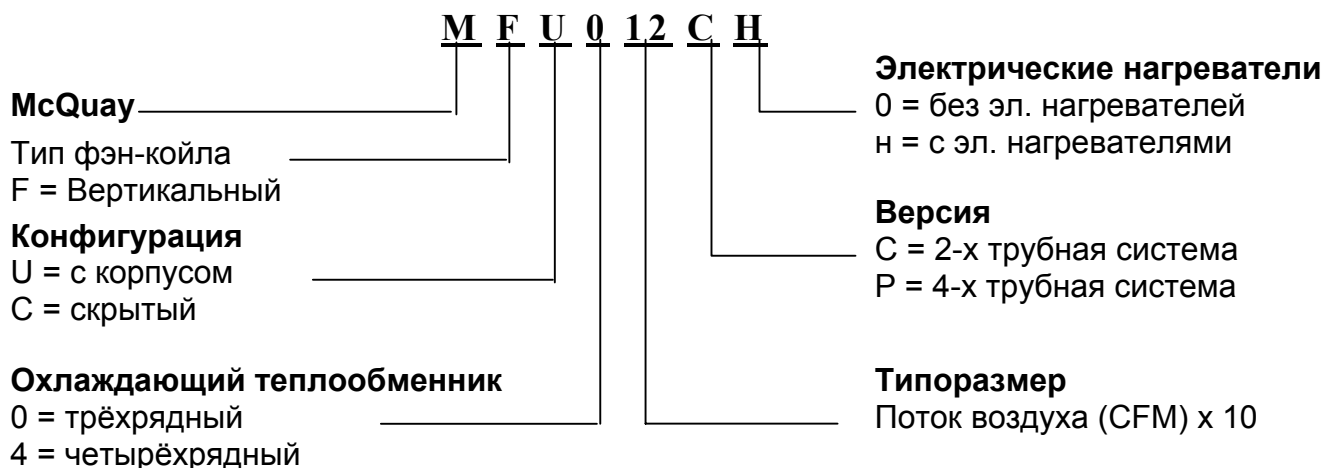 M F U 0 12 C H
McQuay
Тип фэн-койла
F = Вертикальный
Конфигурация
U = с корпусом
C = скрытый
Охлаждающий теплообменник
0 = трёхрядный
4 = четырёхрядный
Электрические нагреватели
0 = без эл. нагревателей
н = с эл. нагревателями
Версия
C = 2-х трубная система
P = 4-х трубная система
Типоразмер
Поток воздуха (CFM) x 10